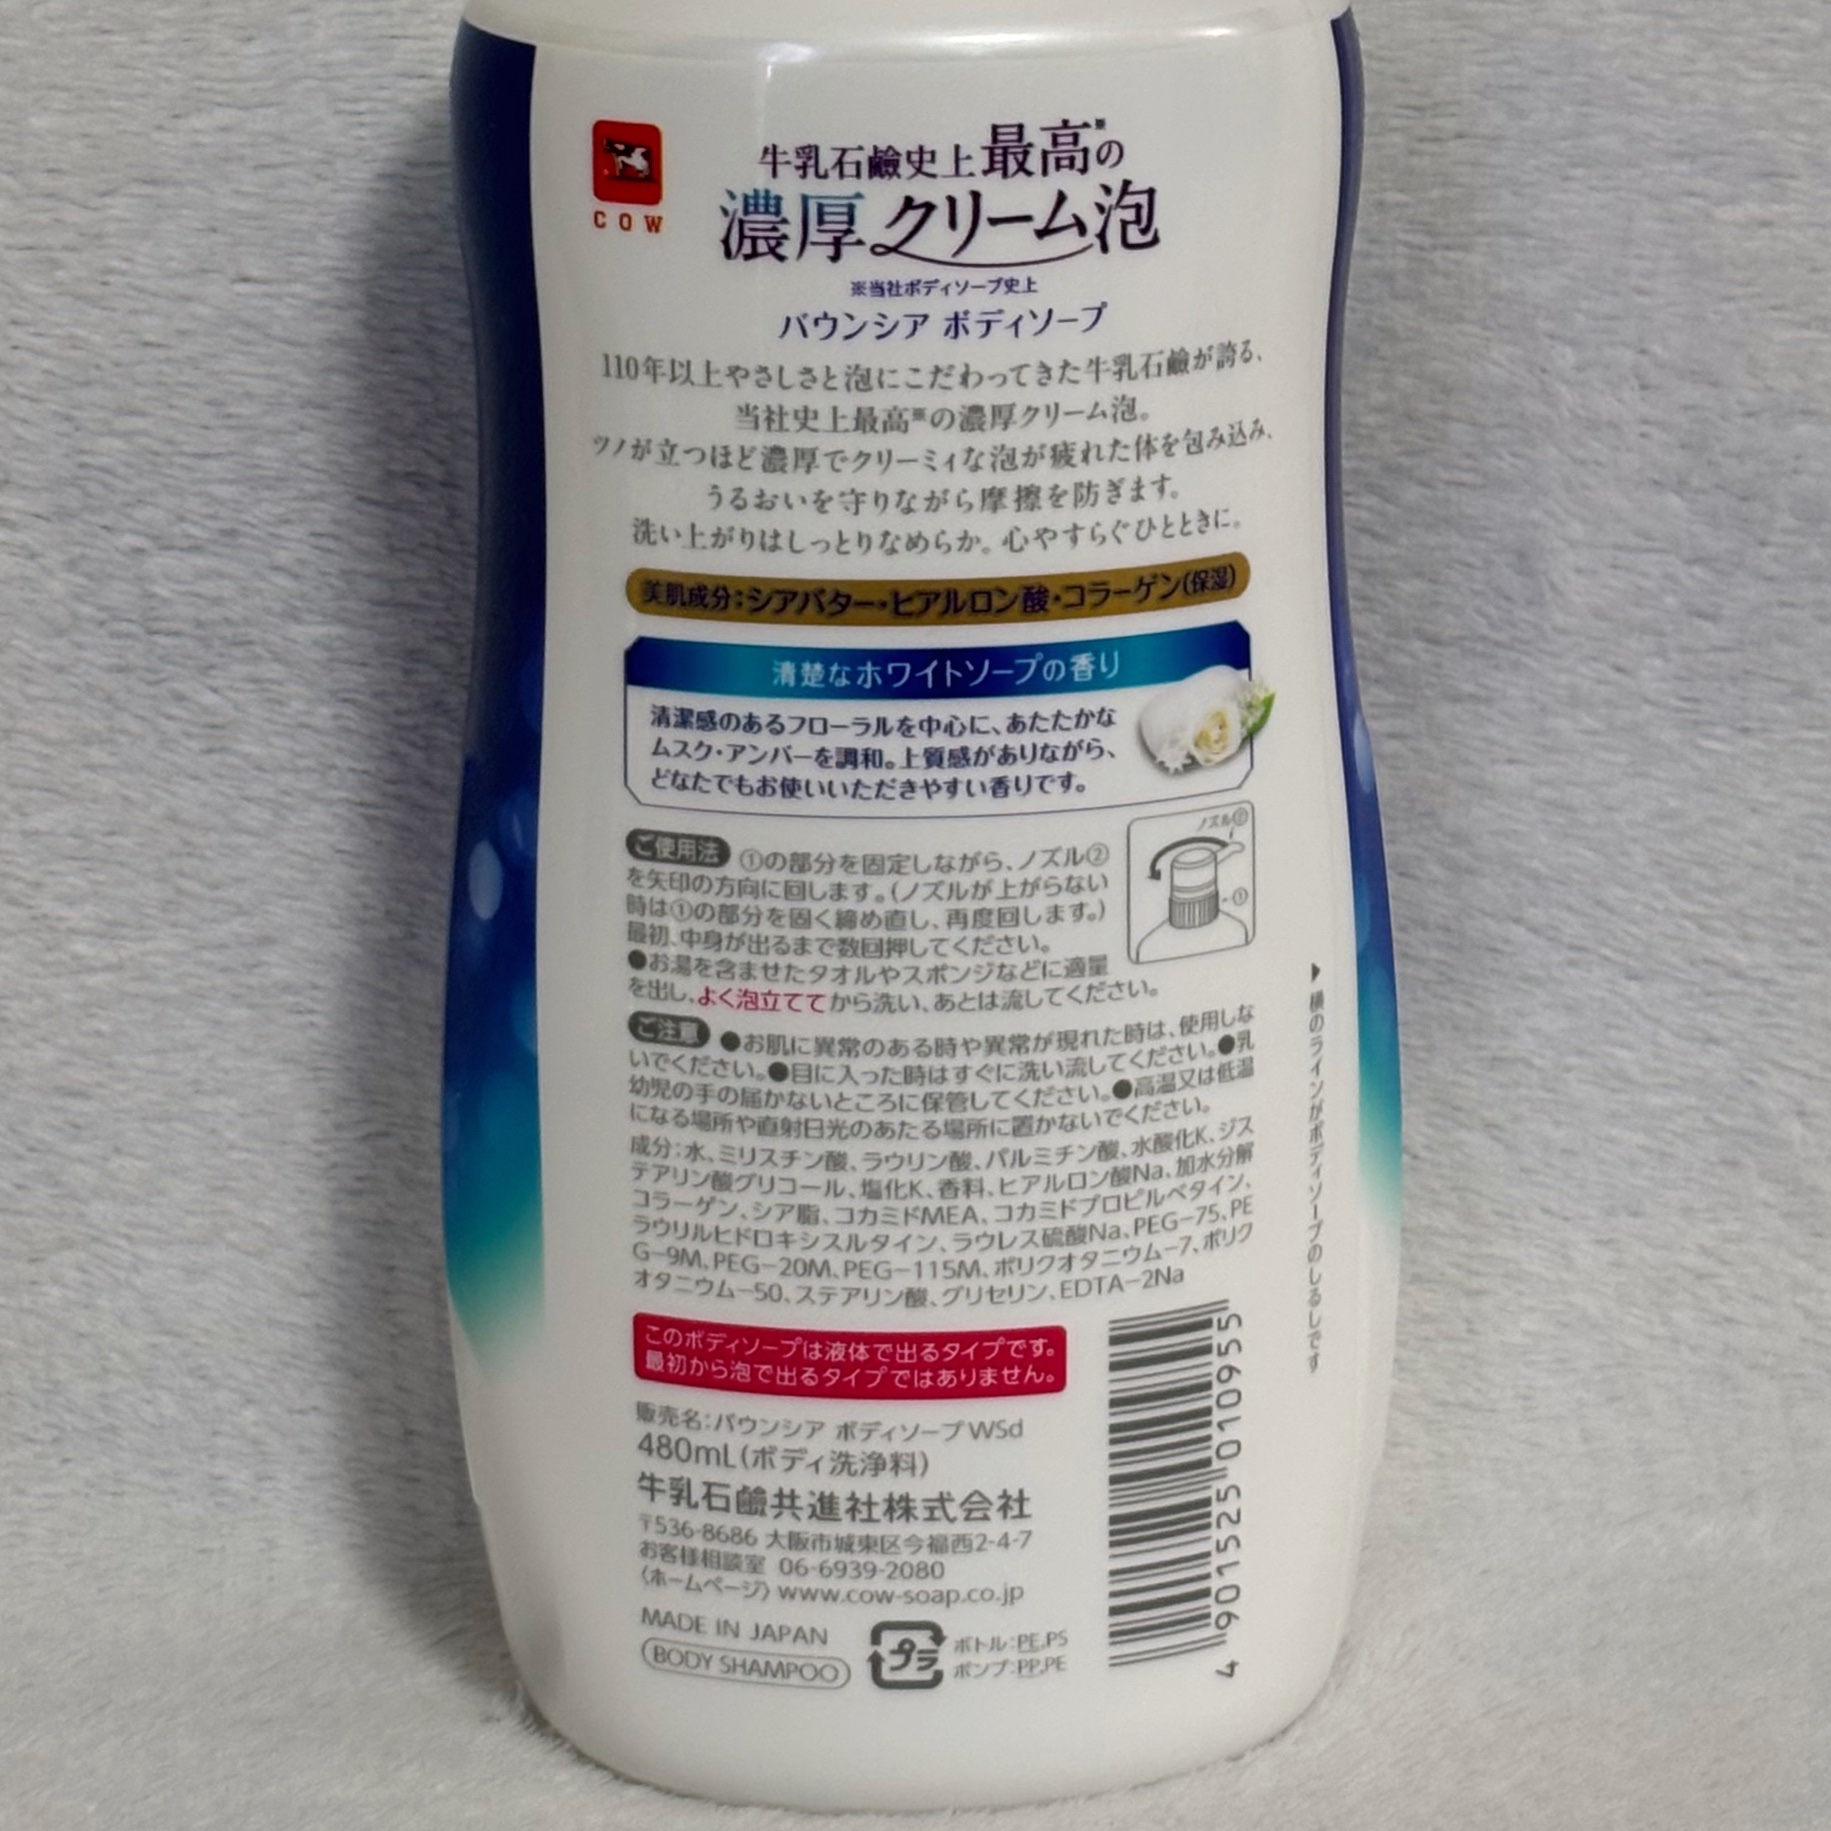 COW
牛乳石鹼史上最高※の
濃厚クリーム泡
※当社ボディソープ史上
バウンシア ボディソープ
110年以上やさしさと泡にこだわってきた牛乳石鹼が誇る、
当社史上最高※の濃厚クリーム泡。
ツノが立つほど濃厚でクリーミィな泡が疲れた体を包み込み、
うるおいを守りながら摩擦を防ぎます。
洗い上がりはしっとりなめらか。心やすらぐひとときに。
美肌成分:シアバター・ヒアルロン酸・コラーゲン(保湿)
清楚なホワイトソープの香り
清潔感のあるフローラルを中心に、あたたかな
ムスク・アンバーを調和。上質感がありながら、
どなたでもお使いいただきやすい香りです。
ご使用法 ①の部分を固定しながら、ノズル②
を矢印の方向に回します。(ノズルが上がらない
時は①の部分を固く締め直し、再度回します。)
最初、中身が出るまで数回押してください。
●お湯を含ませたタオルやスポンジなどに適量
を出し、よく泡立ててから洗い、あとは流してください。
ノズル②
①
ご注意 ●お肌に異常のある時や異常が現れた時は、使用しな
いでください。●目に入った時はすぐに洗い流してください。●乳
幼児の手の届かないところに保管してください。●高温又は低温
になる場所や直射日光のあたる場所に置かないでください。
成分:水、ミリスチン酸、ラウリン酸、パルミチン酸、水酸化K、ジス
テアリン酸グリコール、塩化K、香料、ヒアルロン酸Na、加水分解
コラーゲン、シア脂、コカミドMEA、コカミドプロピルベタイン、
ラウリルヒドロキシスルタイン、ラウレス硫酸Na、PEG-75、PE
G-9M、PEG-20M、PEG-115M、ポリクオタニウム-7、ポリク
オタニウム-50、ステアリン酸、グリセリン、EDTA-2Na
▶横のラインがボディソープのしるしです
このボディソープは液体で出るタイプです。
最初から泡で出るタイプではありません。
販売名:バウンシア ボディソープWSd
480mL(ボディ洗浄料)
牛乳石鹼共進社株式会社
〒536-8686 大阪市城東区今福西2-4-7
お客様相談室 06-6939-2080
〈ホームページ〉www.cow-soap.co.jp
MADE IN JAPAN
BODY SHAMPOO
プラ
ボトル:PE,PS
ポンプ:PP,PE
4 901525 010955